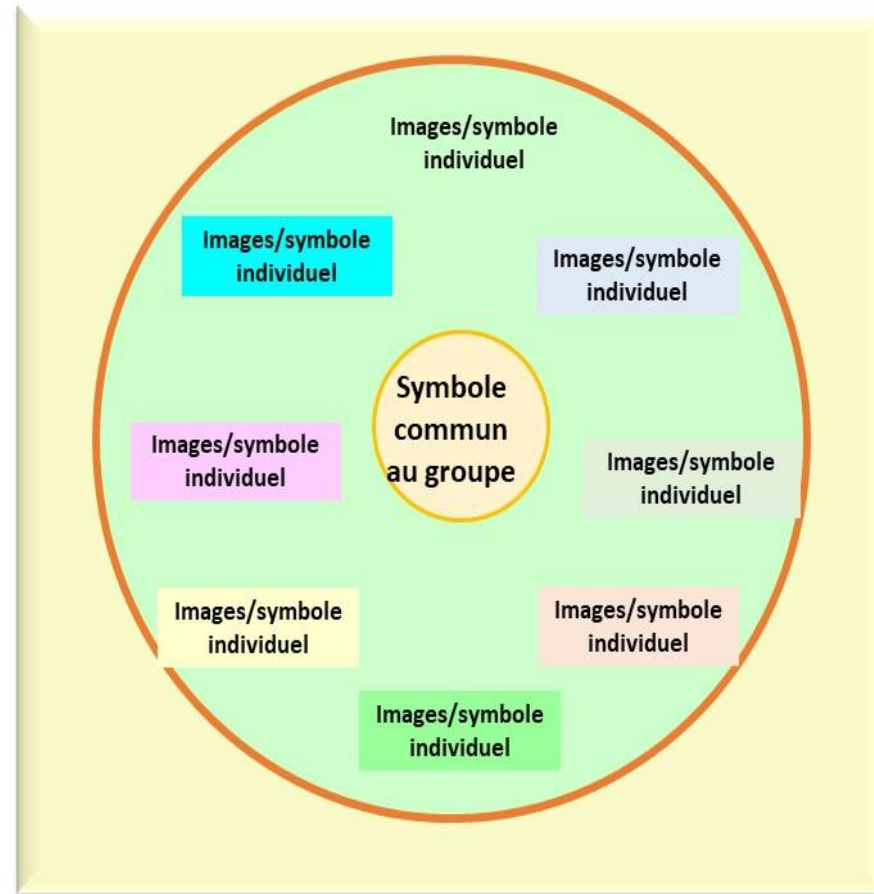 Images/symbole
individuel
Images/symbole
individuel
Images/symbole
individuel
Symbole
commun
au groupe
Images/symbole
individuel
Images/symbole
individuel
Images/symbole
individuel
Images/symbole
individuel
Images/symbole
individuel